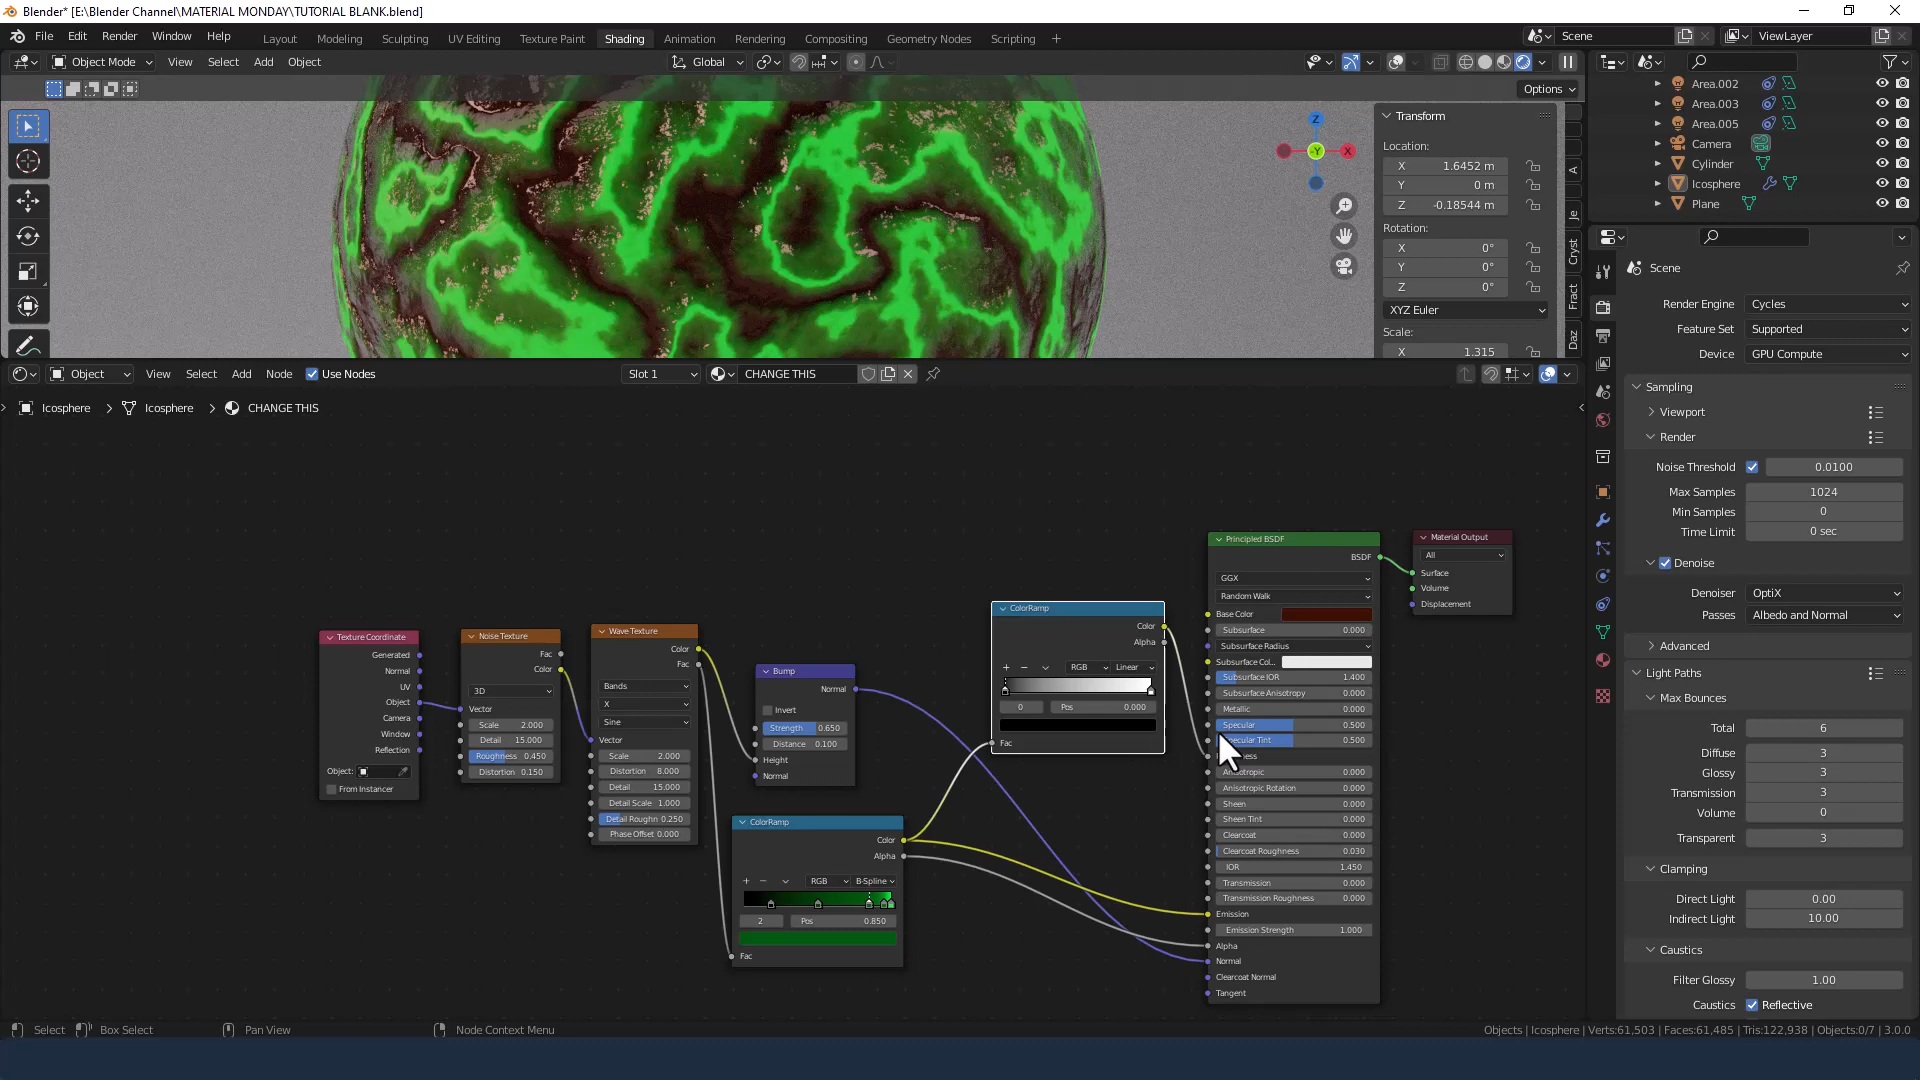 Blender* [E:\Blender Channel\MATERIAL MONDAY\TUTORIAL BLANK.blend]
File Edit Render Window Help
Layout Modeling Sculpting UV Editing Texture Paint Shading Animation Rendering Compositing Geometry Nodes Scripting +
Scene
ViewLayer
Object Mode View Select Add Object
Global
Options
Transform
Location:
X 1.6452 m
Y 0 m
Z -0.18544 m
Rotation:
X 0°
Y 0°
Z 0°
XYZ Euler
Scale:
X 1.315
Z
-Y
X
A
Je
Cryst
Fract
Daz
Area.002
Area.003
Area.005
Camera
Cylinder
Icosphere
Plane
Object View Select Add Node Use Nodes
Slot 1
CHANGE THIS
Icosphere > Icosphere > CHANGE THIS
Texture Coordinate
Generated
Normal
UV
Object
Camera
Window
Reflection
Object:
From Instancer
Noise Texture
Fac
Color
3D
Vector
Scale 2.000
Detail 15.000
Roughness 0.450
Distortion 0.150
Wave Texture
Color
Fac
Bands
X
Sine
Vector
Scale 2.000
Distortion 8.000
Detail 15.000
Detail Scale 1.000
Detail Roughn 0.250
Phase Offset 0.000
Bump
Normal
Invert
Strength 0.650
Distance 0.100
Height
Normal
ColorRamp
Color
Alpha
RGB B-Spline
2 Pos 0.850
Fac
ColorRamp
Color
Alpha
RGB Linear
0 Pos 0.000
Fac
Principled BSDF
BSDF
GGX
Random Walk
Base Color
Subsurface 0.000
Subsurface Radius
Subsurface Col...
Subsurface IOR 1.400
Subsurface Anisotropy 0.000
Metallic 0.000
Specular 0.500
Specular Tint 0.500
Anisotropic 0.000
Anisotropic Rotation 0.000
Sheen 0.000
Sheen Tint 0.000
Clearcoat 0.000
Clearcoat Roughness 0.030
IOR 1.450
Transmission 0.000
Transmission Roughness 0.000
Emission
Emission Strength 1.000
Alpha
Normal
Clearcoat Normal
Tangent
Material Output
All
Surface
Volume
Displacement
Scene
Render Engine Cycles
Feature Set Supported
Device GPU Compute
Sampling
Viewport
Render
Noise Threshold 0.0100
Max Samples 1024
Min Samples 0
Time Limit 0 sec
Denoise
Denoiser OptiX
Passes Albedo and Normal
Advanced
Light Paths
Max Bounces
Total 6
Diffuse 3
Glossy 3
Transmission 3
Volume 0
Transparent 3
Clamping
Direct Light 0.00
Indirect Light 10.00
Caustics
Filter Glossy 1.00
Caustics Reflective
Select Box Select Pan View Node Context Menu
Objects | Icosphere | Verts:61,503 | Faces:61,485 | Tris:122,938 | Objects:0/7 | 3.0.0